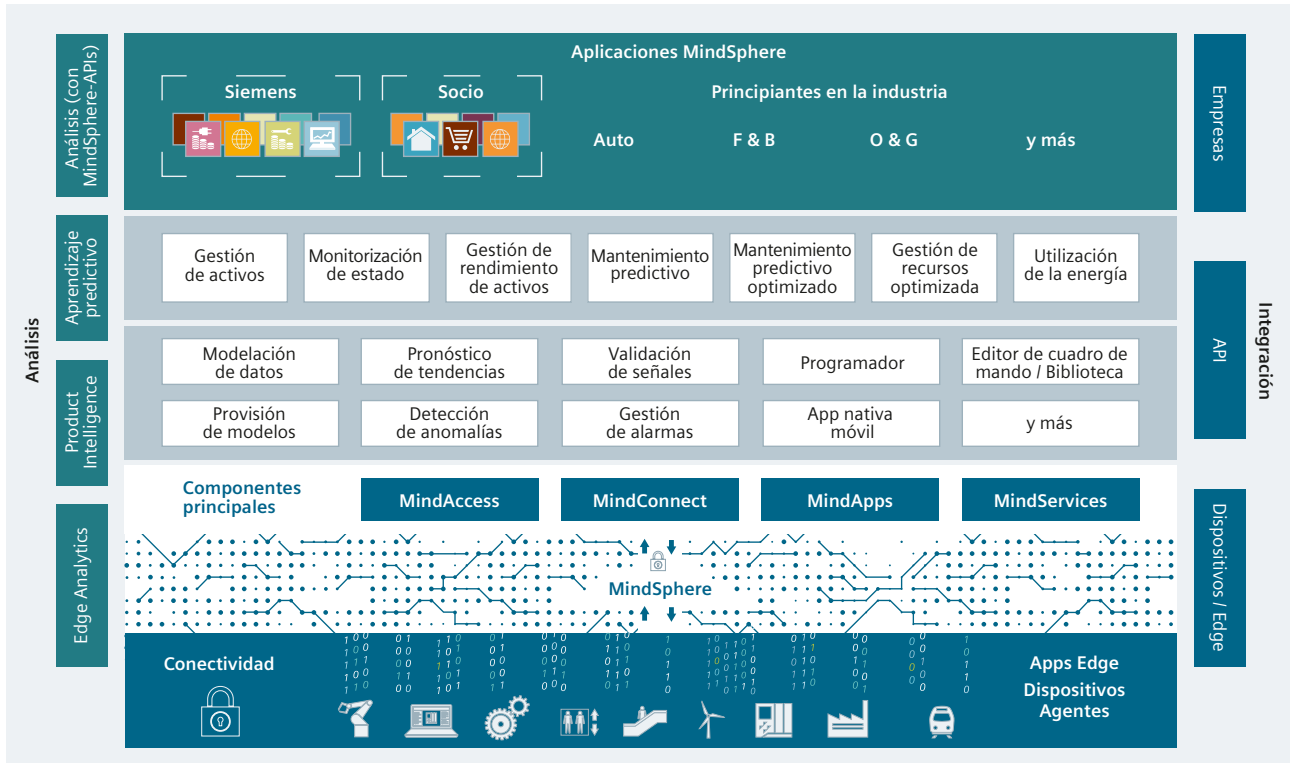 Aplicaciones MindSphere
Siemens
Socio
Principiantes en la industria
Auto
F & B
O & G
y más
Gestión
de activos
Monitorización
de estado
Gestión de
rendimiento
de activos
Mantenimiento
predictivo
Mantenimiento
predictivo
optimizado
Gestión de
recursos
optimizada
Utilización
de la energía
Modelación
de datos
Pronóstico
de tendencias
Validación
de señales
Programador
Editor de cuadro de
mando / Biblioteca
Provisión
de modelos
Detección
de anomalías
Gestión
de alarmas
App nativa
móvil
y más
Componentes
principales
MindAccess
MindConnect
MindApps
MindServices
MindSphere
Conectividad
Apps Edge
Dispositivos
Agentes
Análisis
Análisis (con
MindSphere-APIs)
Aprendizaje
predictivo
Product
Intelligence
Edge Analytics
Empresas
API
Dispositivos / Edge
Integración